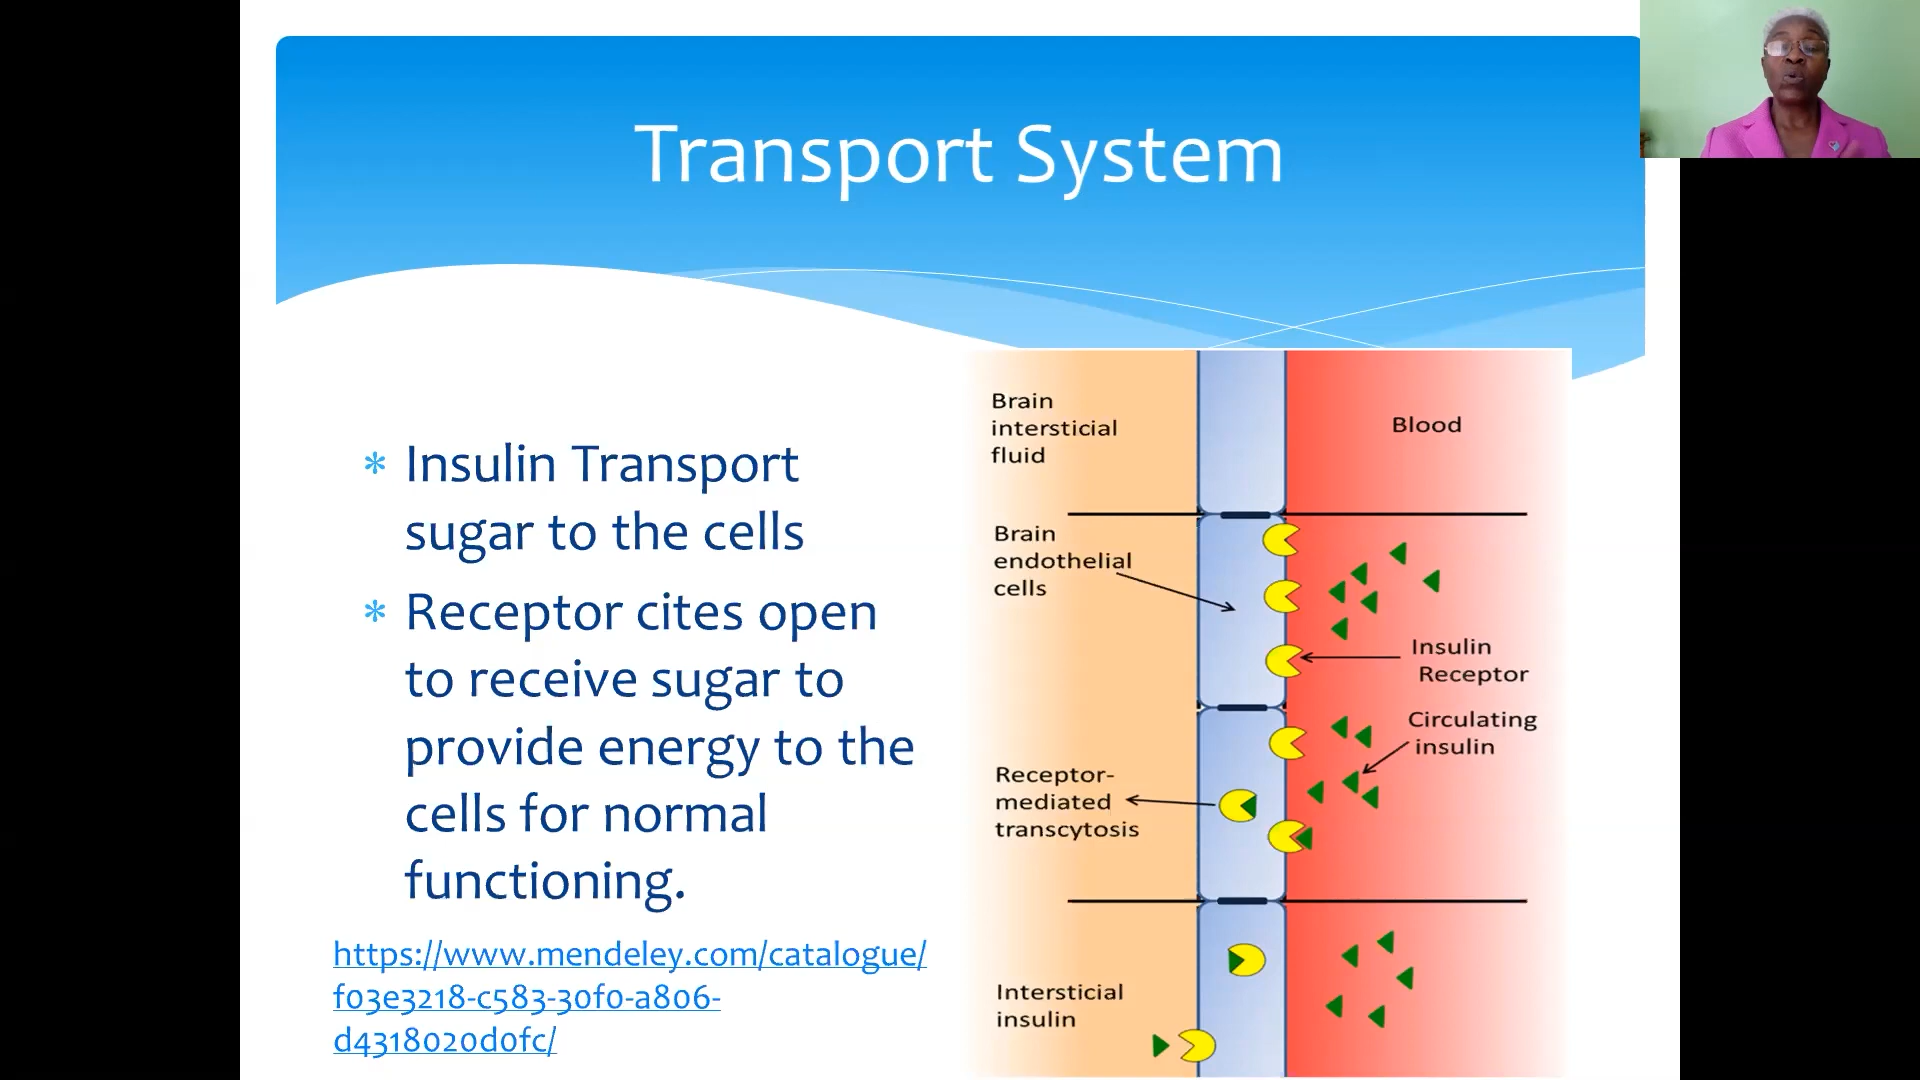 Transport System
* Insulin Transport
sugar to the cells
* Receptor cites open
to receive sugar to
provide energy to the
cells for normal
functioning.
https://www.mendeley.com/catalogue/
f03e3218-c583-30f0-a806-
d4318020d0fc/
Brain
intersticial
fluid
Blood
Brain
endothelial
cells
Insulin
Receptor
Circulating
insulin
Receptor-
mediated
transcytosis
Intersticial
insulin